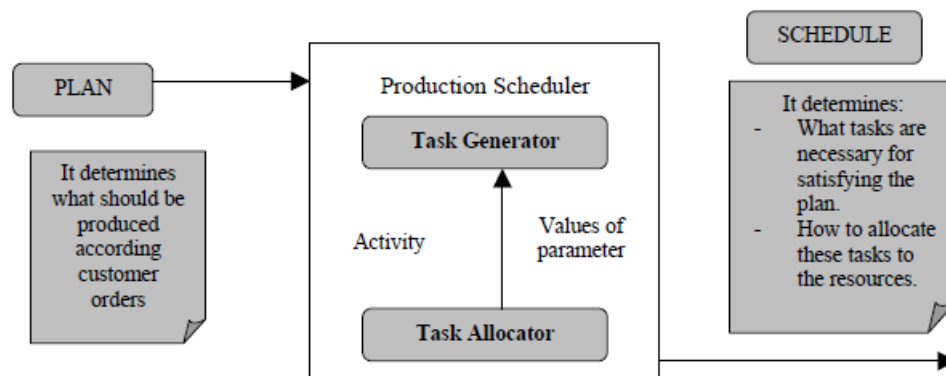 PLAN
It determines
what should be
produced
according
customer
orders
Production Scheduler
Task Generator
Activity
Values of
parameter
Task Allocator
SCHEDULE
It determines:
- What tasks are
necessary for
satisfying the
plan.
- How to allocate
these tasks to
the resources.